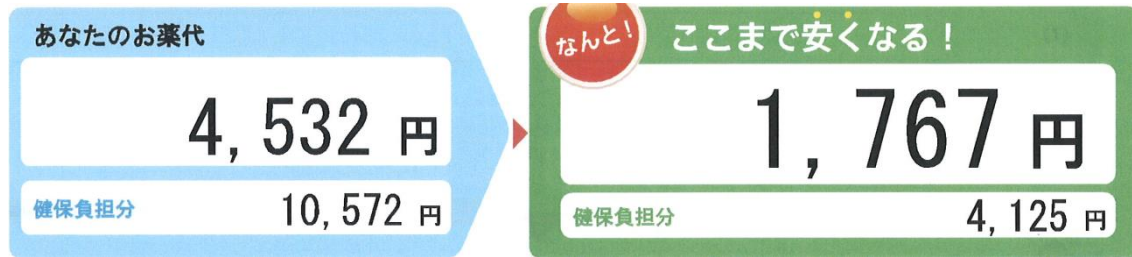 あなたのお薬代
4,532 円
健保負担分 10,572 円
なんと! ここまで安くなる!
1,767 円
健保負担分 4,125 円